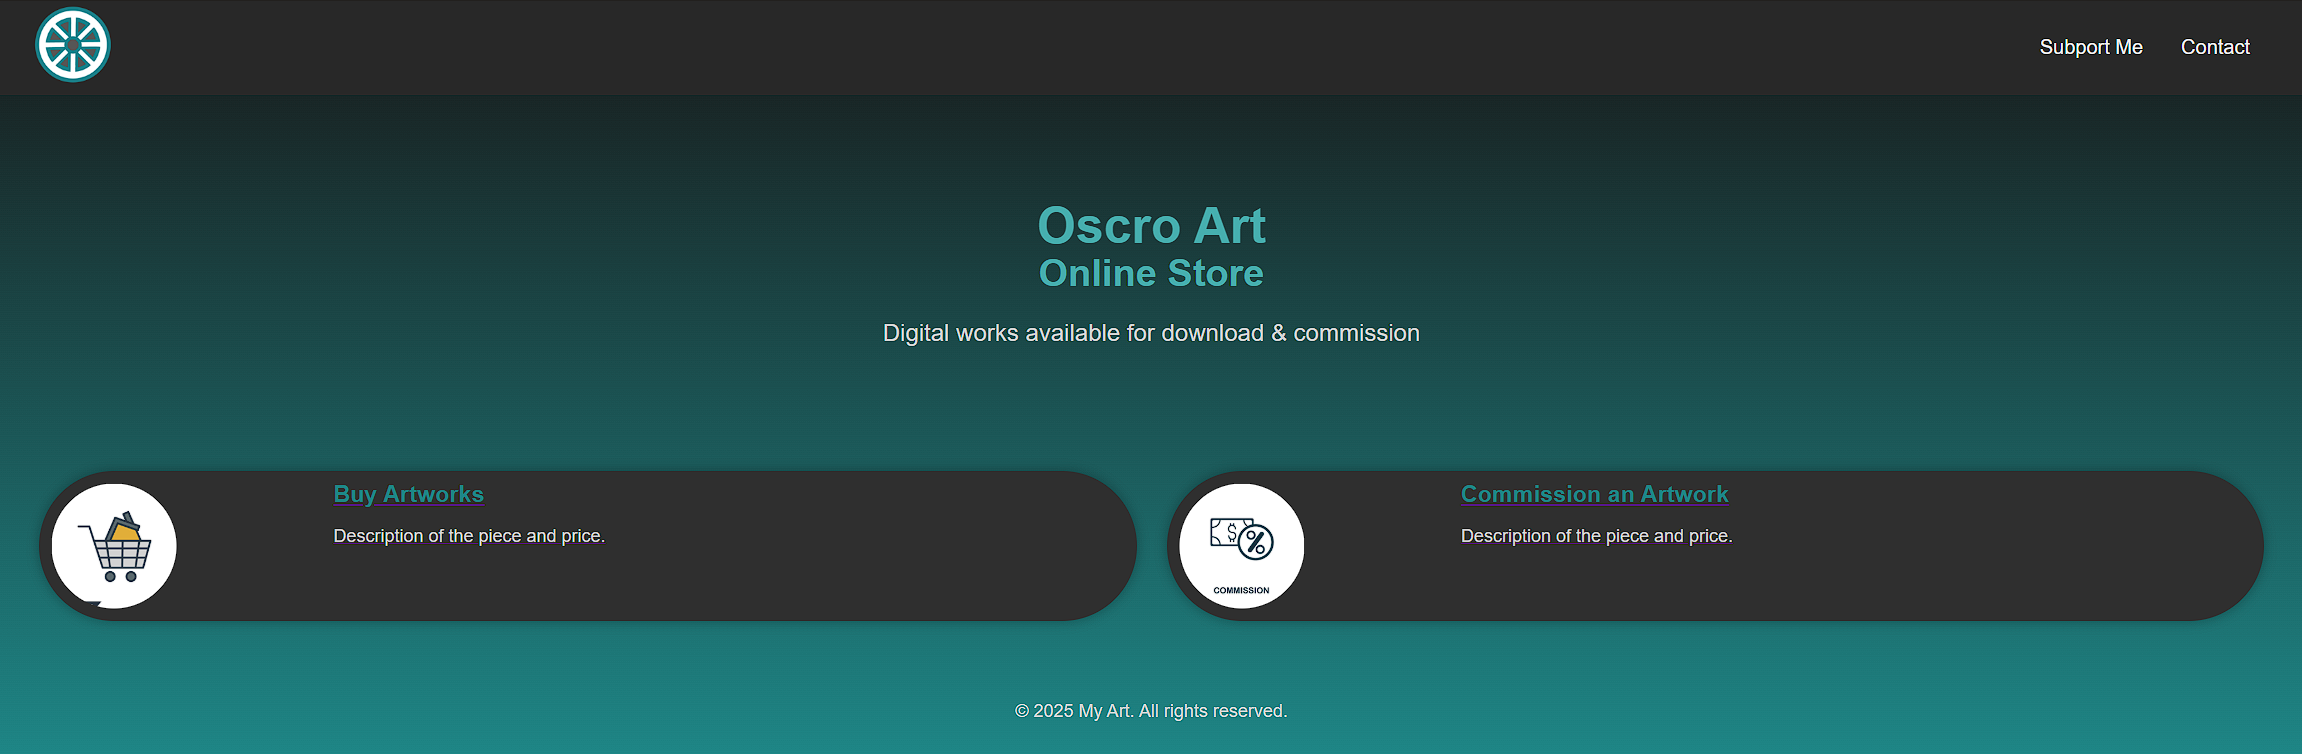 Subport Me
Contact
Oscro Art
Online Store
Digital works available for download & commission
Buy Artworks
Description of the piece and price.
$
%
COMMISSION
Commission an Artwork
Description of the piece and price.
© 2025 My Art. All rights reserved.